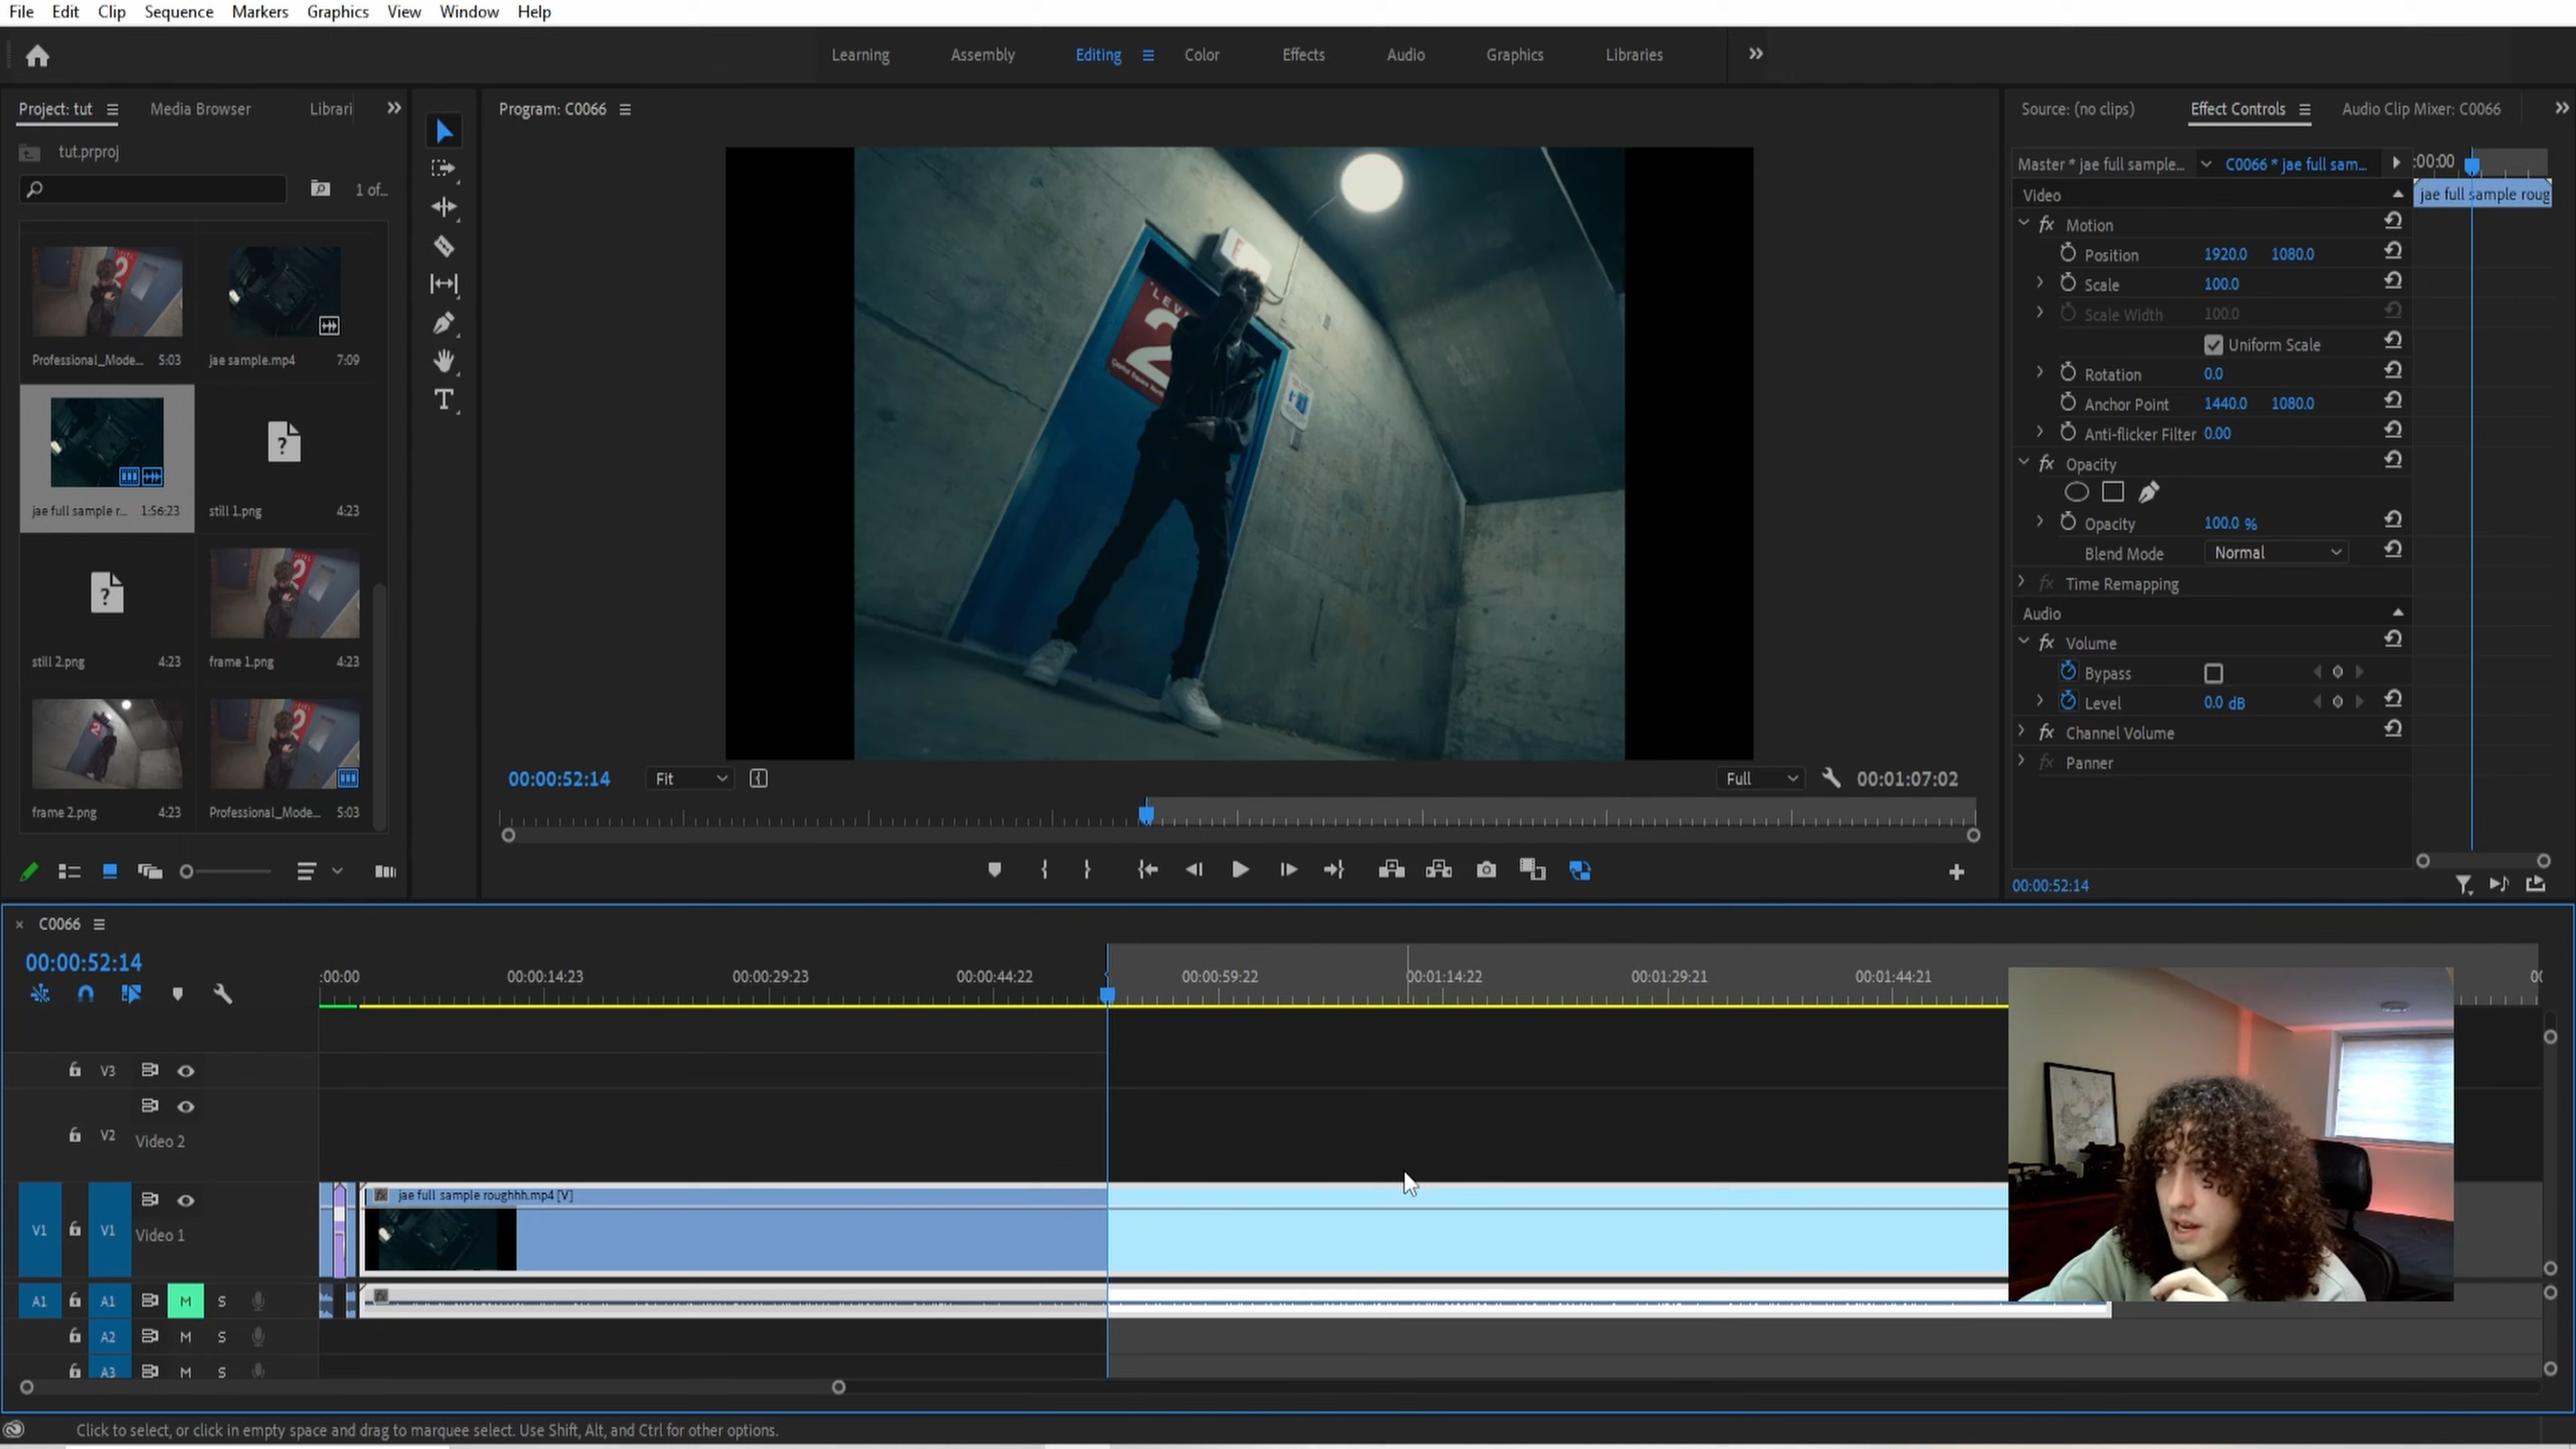 File Edit Clip Sequence Markers Graphics View Window Help
Learning Assembly Editing Color Effects Audio Graphics Libraries
Project: tut Media Browser Librari
tut.prproj
1 of...
Professional_Mode... 5:03
jae sample.mp4 7:09
jae full sample r... 1:56:23
still 1.png 4:23
still 2.png 4:23
frame 1.png 4:23
frame 2.png 4:23
Professional_Mode... 5:03
Program: C0066
LEVEL
2
00:00:52:14 Fit Full 00:01:07:02
Source: (no clips) Effect Controls Audio Clip Mixer: C0066
Master * jae full sample... C0066 * jae full sam... :00:00
Video jae full sample roug
fx Motion
Position 1920.0 1080.0
Scale 100.0
Scale Width 100.0
Uniform Scale
Rotation 0.0
Anchor Point 1440.0 1080.0
Anti-flicker Filter 0.00
fx Opacity
Opacity 100.0 %
Blend Mode Normal
fx Time Remapping
Audio
fx Volume
Bypass
Level 0.0 dB
fx Channel Volume
fx Panner
00:00:52:14
× C0066
00:00:52:14
:00:00 00:00:14:23 00:00:29:23 00:00:44:22 00:00:59:22 00:01:14:22 00:01:29:21 00:01:44:21 00
V3
V2 Video 2
V1 V1 Video 1
fx jae full sample roughhh.mp4 [V]
A1 A1 M S fx
A2 M S
A3 M S
Click to select, or click in empty space and drag to marquee select. Use Shift, Alt, and Ctrl for other options.